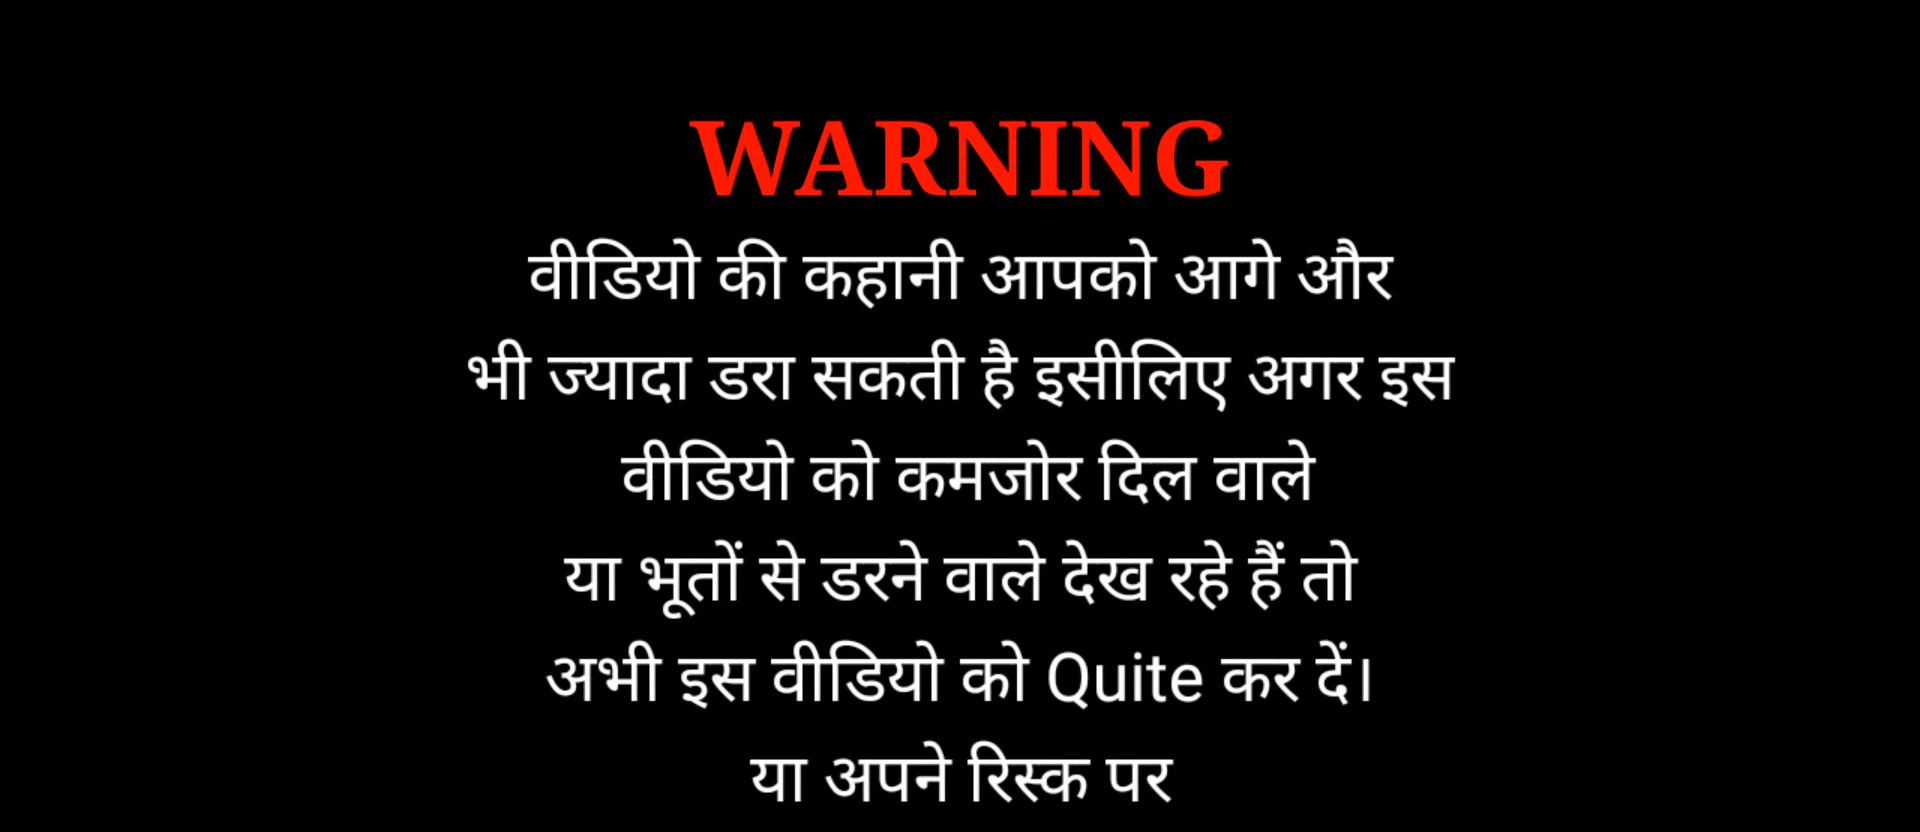 WARNING
वीडियो की कहानी आपको आगे और
भी ज्यादा डरा सकती है इसीलिए अगर इस
वीडियो को कमजोर दिल वाले
या भूतों से डरने वाले देख रहे हैं तो
अभी इस वीडियो को Quite कर दें।
या अपने रिस्क पर